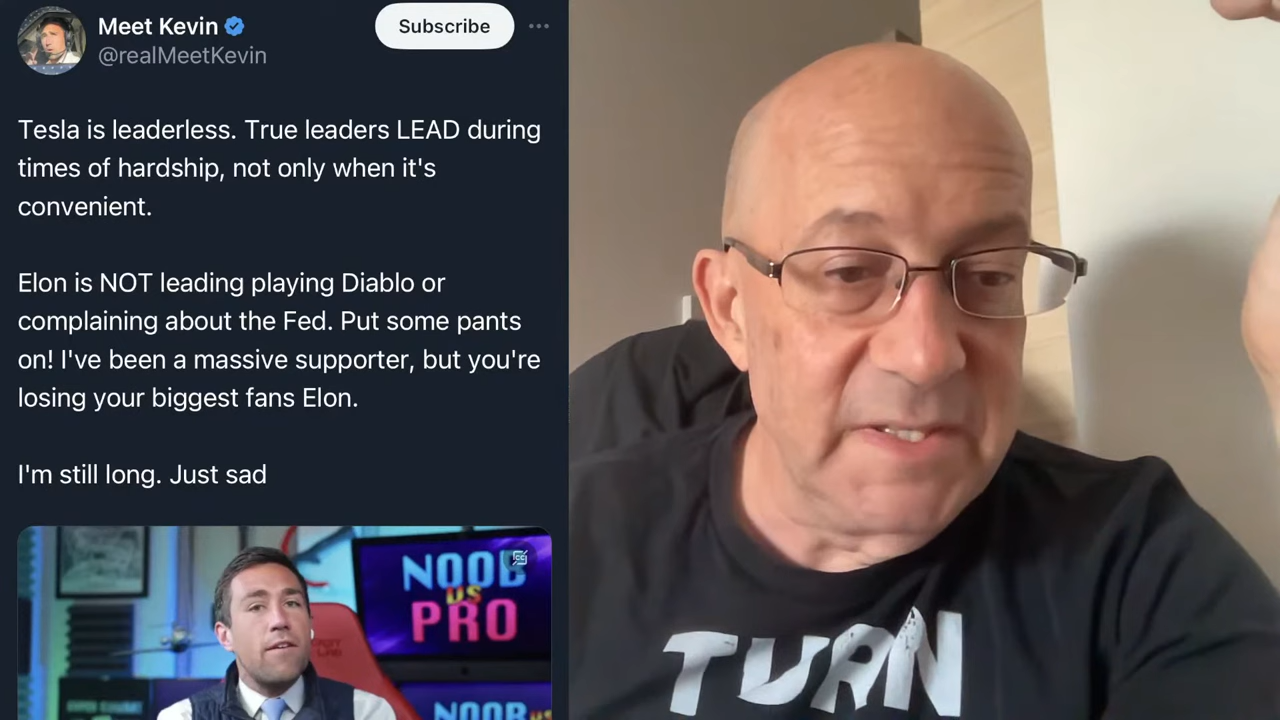 Meet Kevin
Subscribe
@realMeetKevin
Tesla is leaderless. True leaders LEAD during
times of hardship, not only when it's
convenient.
Elon is NOT leading playing Diablo or
complaining about the Fed. Put some pants
on! I've been a massive supporter, but you're
losing your biggest fans Elon.
I'm still long. Just sad
NOOB
vs
PRO
NOOB
TURN